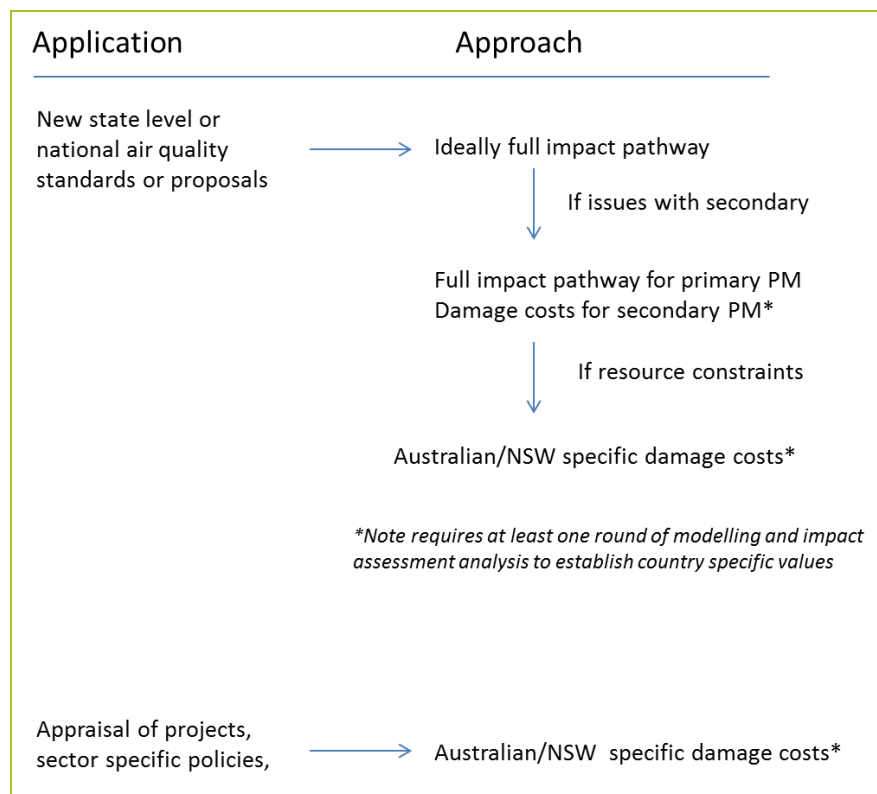 Application
Approach
New state level or
national air quality
standards or proposals
Ideally full impact pathway
If issues with secondary
Full impact pathway for primary PM
Damage costs for secondary PM*
If resource constraints
Australian/NSW specific damage costs*
*Note requires at least one round of modelling and impact
assessment analysis to establish country specific values
Appraisal of projects,
sector specific policies,
Australian/NSW specific damage costs*